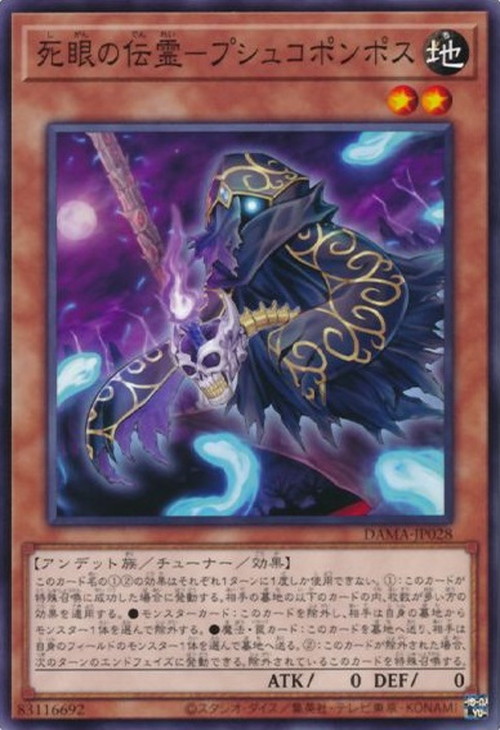 死眼の伝霊-プシュコポンポス
地
DAMA-JP028
【アンデット族／チューナー／効果】
このカード名の①②の効果はそれぞれ1ターンに1度しか使用できない。①：このカードが
特殊召喚に成功した場合に発動する。相手の墓地の以下のカードの内、枚数が多い方の
効果を適用する。●モンスターカード：このカードを除外し、相手は自身の墓地から
モンスター1体を選んで除外する。●魔法・罠カード：このカードを墓地へ送り、相手は
自身のフィールドのモンスター1体を選んで墓地へ送る。②：このカードが除外された場合、
次のターンのエンドフェイズに発動できる。除外されているこのカードを特殊召喚する。
ATK/ 0 DEF/ 0
83116692
©スタジオ・ダイス／集英社・テレビ東京・KONAMI